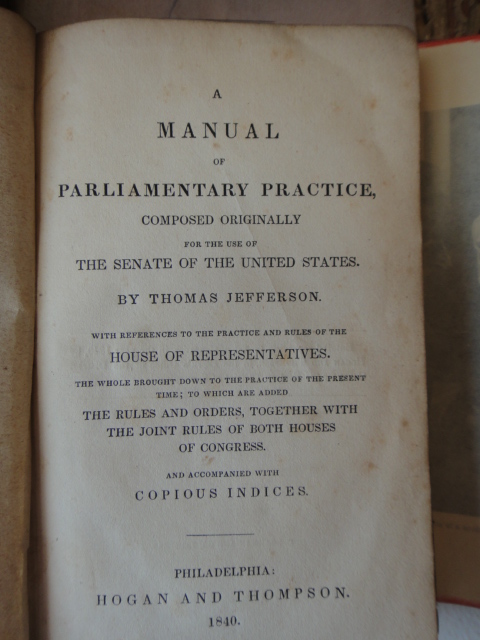 A
MANUAL
OF
PARLIAMENTARY PRACTICE,
COMPOSED ORIGINALLY
FOR THE USE OF
THE SENATE OF THE UNITED STATES.
BY THOMAS JEFFERSON.
WITH REFERENCES TO THE PRACTICE AND RULES OF THE
HOUSE OF REPRESENTATIVES.
THE WHOLE BROUGHT DOWN TO THE PRACTICE OF THE PRESENT
TIME; TO WHICH ARE ADDED
THE RULES AND ORDERS, TOGETHER WITH
THE JOINT RULES OF BOTH HOUSES
OF CONGRESS.
AND ACCOMPANIED WITH
COPIOUS INDICES.
PHILADELPHIA:
HOGAN AND THOMPSON.
1840.